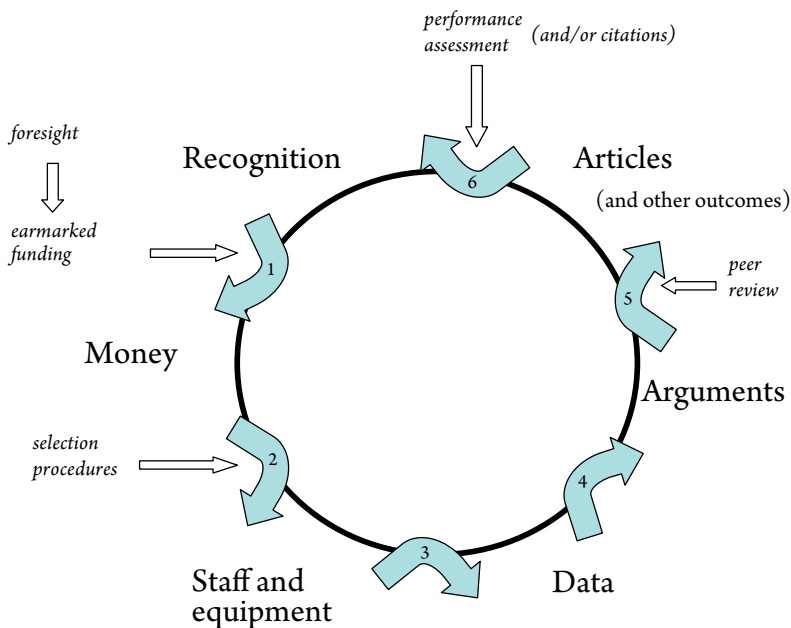 performance
assessment (and/or citations)
foresight
Recognition
6
Articles
(and other outcomes)
earmarked
funding
1
5
peer
review
Money
Arguments
selection
procedures
2
4
3
Staff and
equipment
Data